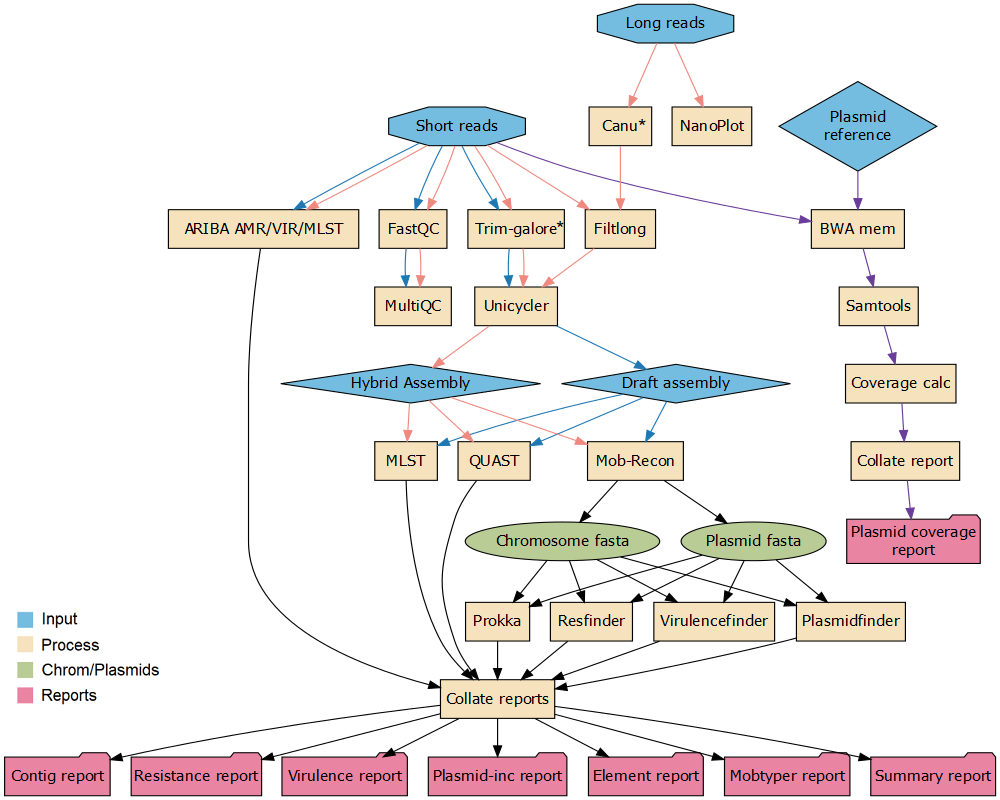 Long reads
Short reads
Canu*
NanoPlot
Plasmid
reference
ARIBA AMR/VIR/MLST
FastQC
Trim-galore*
Filtlong
BWA mem
MultiQC
Unicycler
Samtools
Hybrid Assembly
Draft assembly
Coverage calc
MLST
QUAST
Mob-Recon
Collate report
Chromosome fasta
Plasmid fasta
Plasmid coverage
report
Prokka
Resfinder
Virulencefinder
Plasmidfinder
Input
Process
Chrom/Plasmids
Reports
Collate reports
Contig report
Resistance report
Virulence report
Plasmid-inc report
Element report
Mobtyper report
Summary report